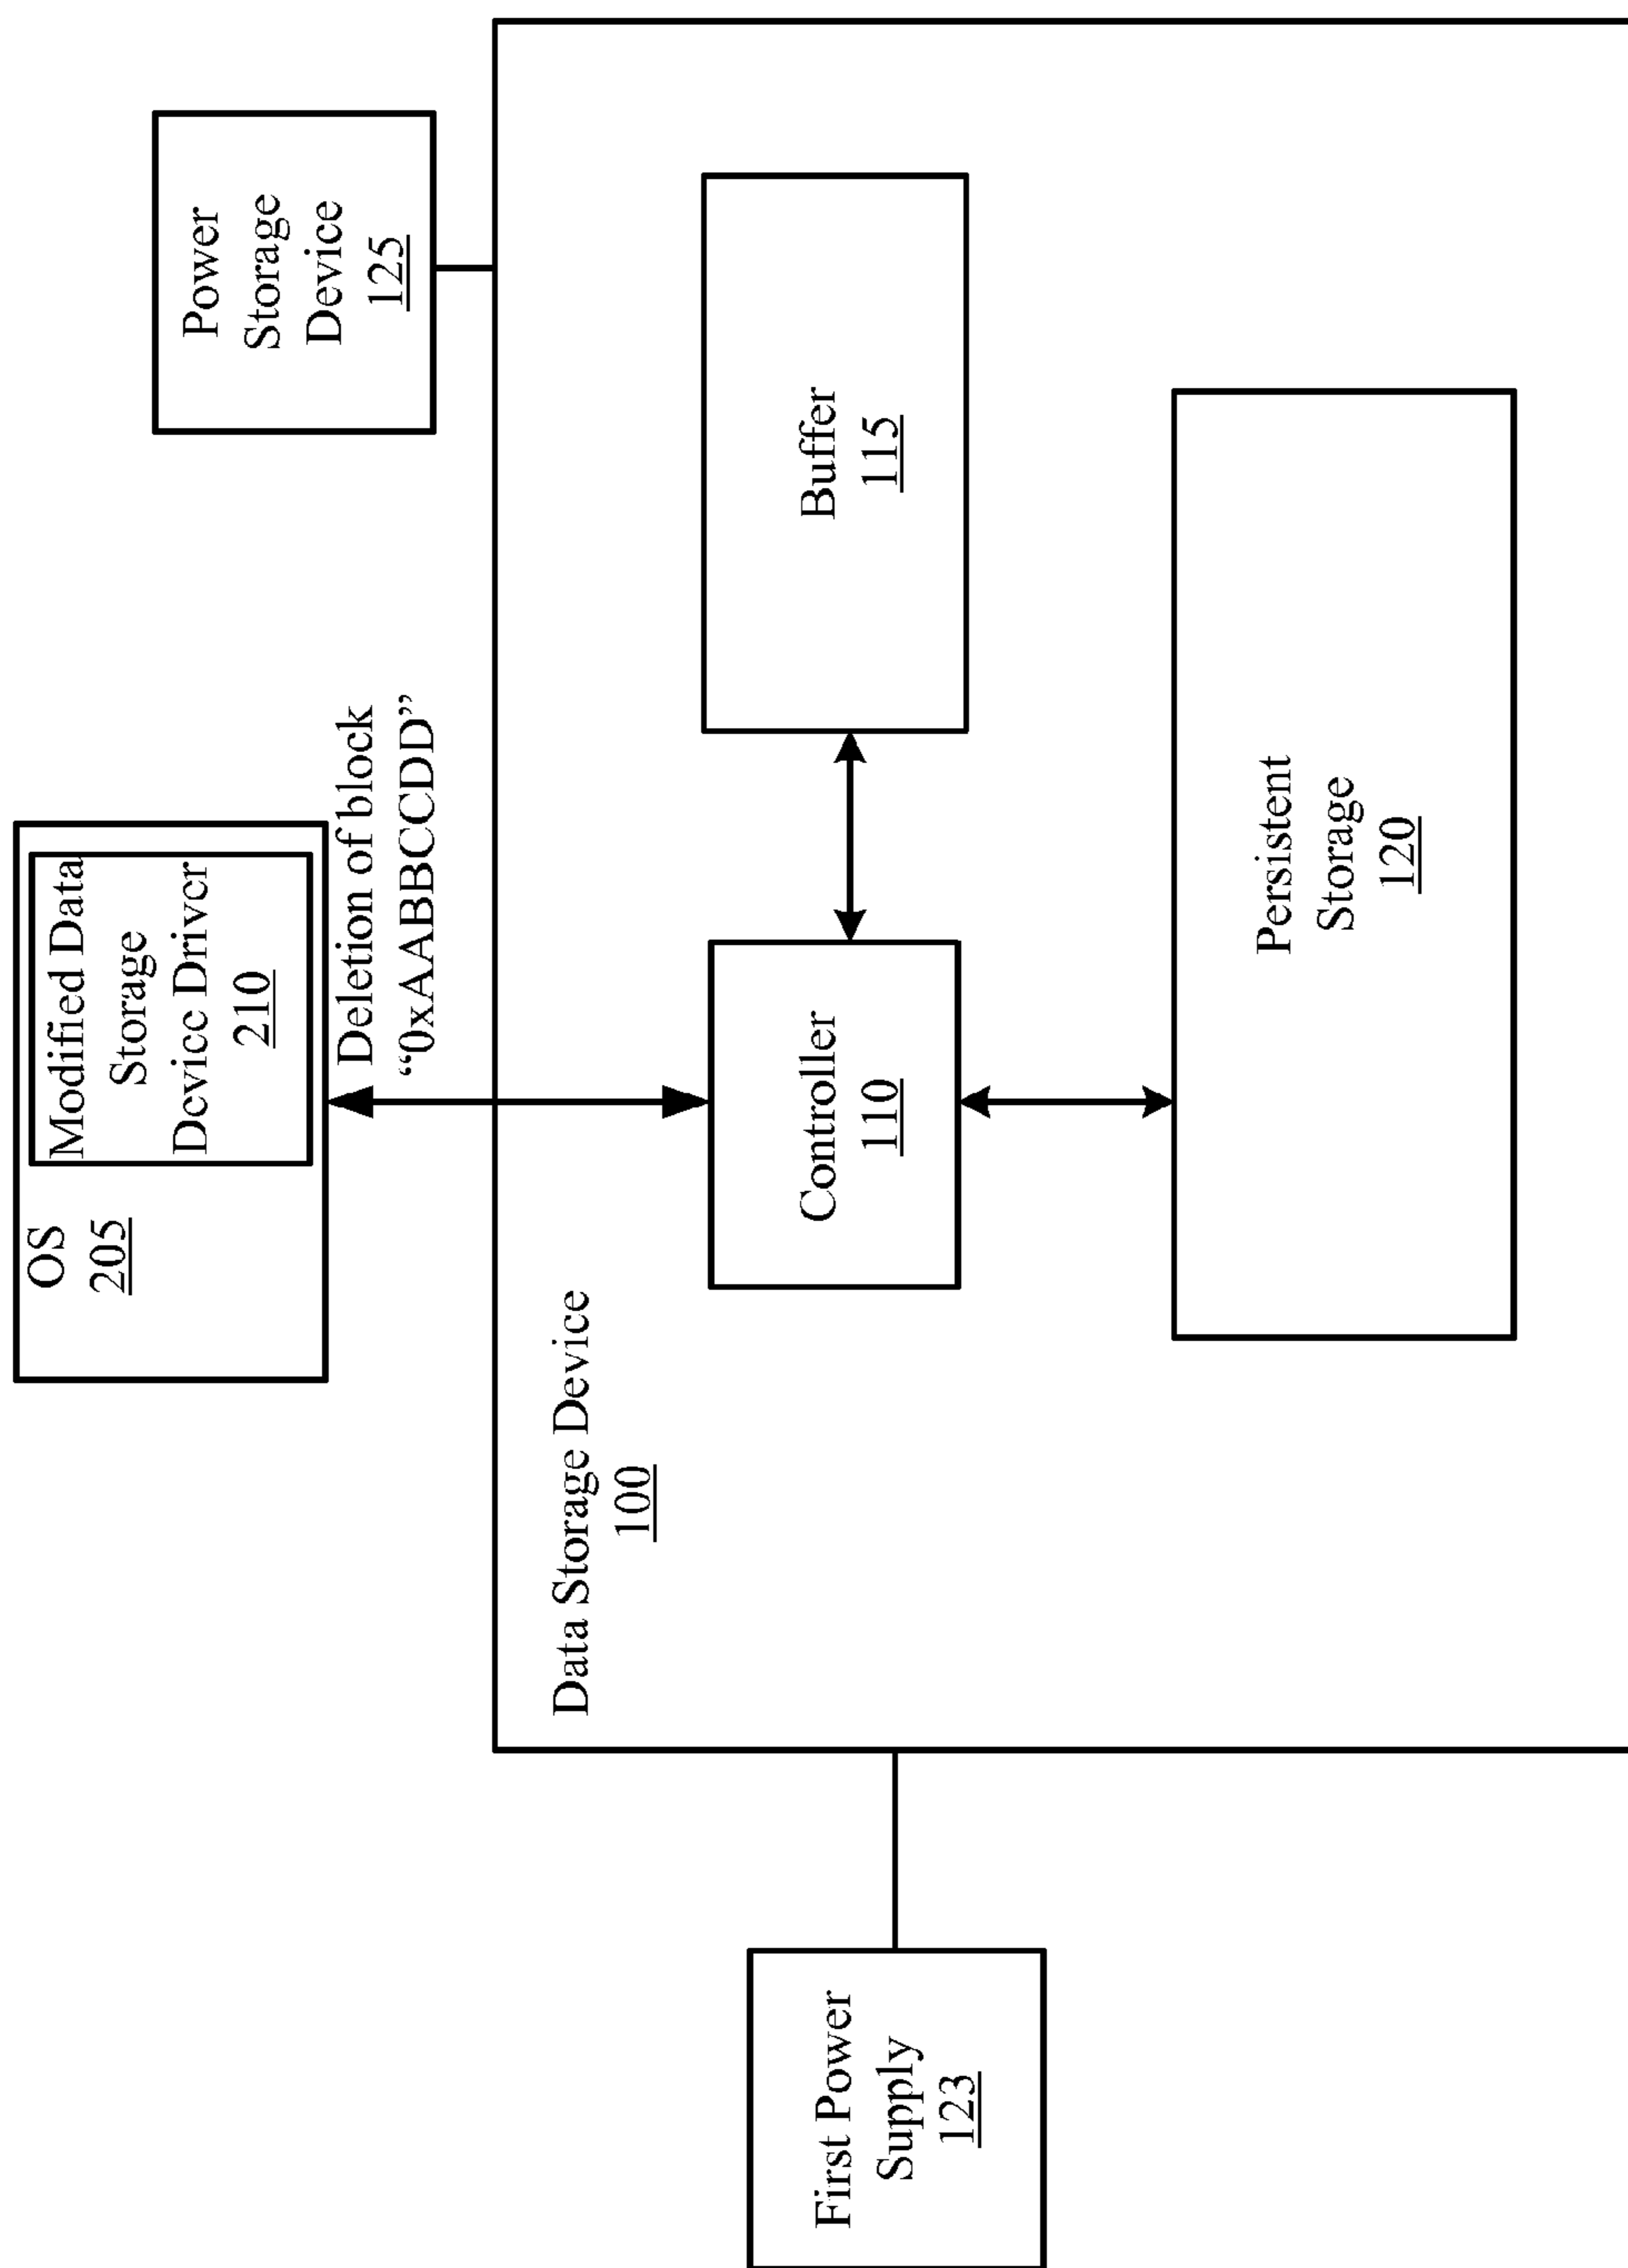 OS
205
Modified Data
Storage
Device Driver
210
Power
Storage
Device
125
Deletion of block
“0xAABBCCDD”
Data Storage Device
100
First Power
Supply
123
Controller
110
Buffer
115
Persistent
Storage
120